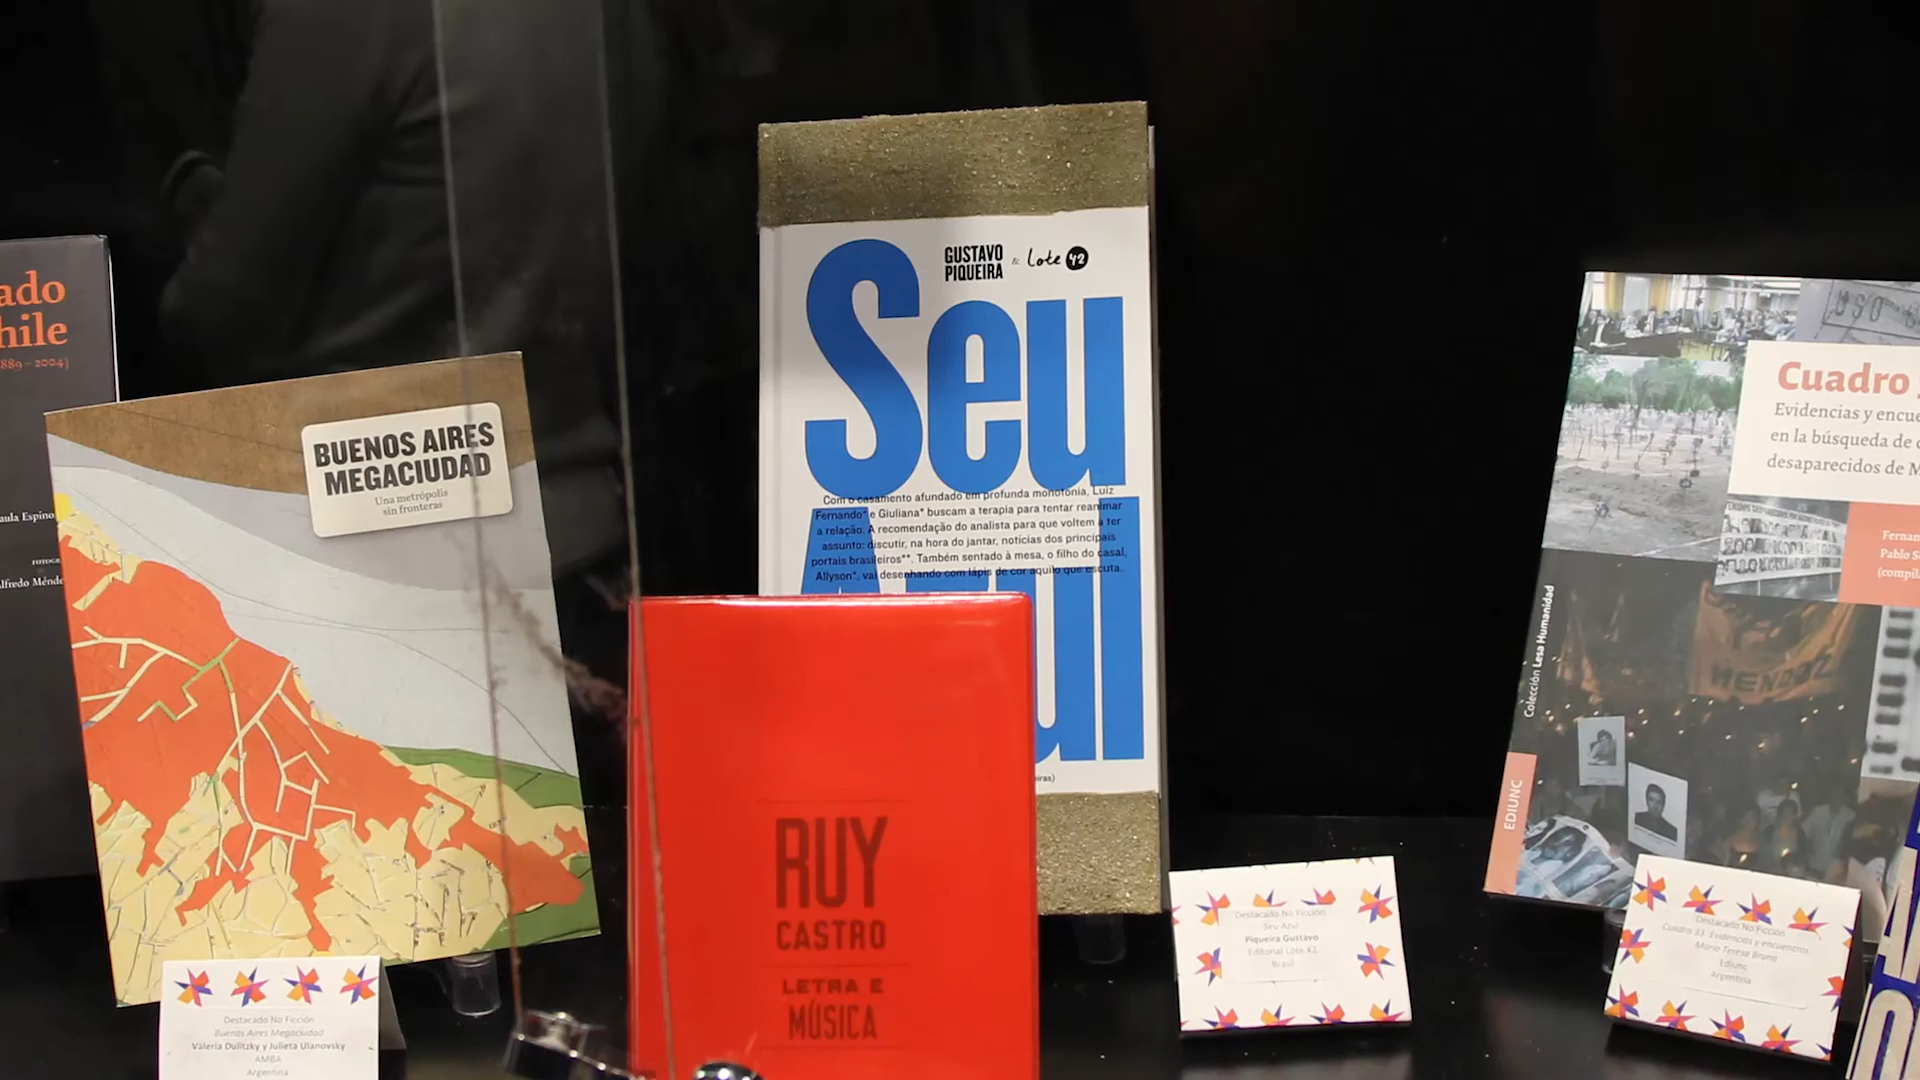 ado
hile
889 – 2004)
aula Espino
lfredo Ménde
BUENOS AIRES
MEGACIUDAD
Una metrópolis
sin fronteras
Destacado No Ficción
Buenos Aires Megaciudad
Valeria Dulitzky y Julieta Ulanovsky
AMBA
Argentina
GUSTAVO
PIQUEIRA
& Lote 42
Seu
Com o casamento afundado em profunda monotonia, Luiz
Fernando* e Giuliana* buscam a terapia para tentar reanimar
a relação. A recomendação do analista para que voltem a ter
assunto: discutir, na hora do jantar, notícias dos principais
portais brasileiros**. Também sentado à mesa, o filho do casal,
Allyson*, vai desenhando com lápis de cor aquilo que escuta.
Azul
eiras)
RUY
CASTRO
LETRA E
MÚSICA
Destacado No Ficción
Seu Azul
Piqueira Gustavo
Editorial Lote 42.
Brasil
Cuadro
Evidencias y encue
en la búsqueda de
desaparecidos de M
Fernan
Pablo S
(compil
Colección Lesa Humanidad
EDIUNC
MENDOZ
Destacado No Ficción
Cuadro 33. Evidencias y encuentros
Maria Teresa Bruno
Ediunc
Argentina